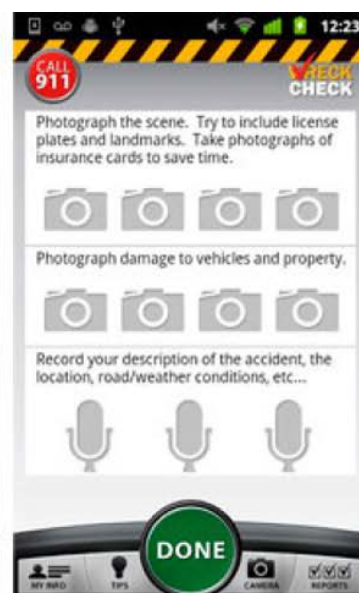 12:23
CALL
911
WRECK
CHECK
Photograph the scene. Try to include license
plates and landmarks. Take photographs of
insurance cards to save time.
Photograph damage to vehicles and property.
Record your description of the accident, the
location, road/weather conditions, etc...
DONE
MY INFO
TIPS
CAMERA
REPORTS